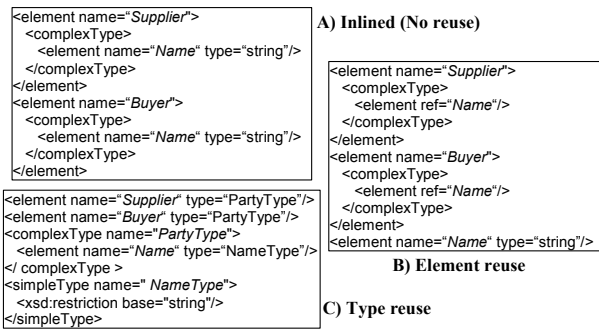 <element name=“Supplier">
<complexType>
<element name=“Name“ type=“string”/>
</complexType>
</element>
<element name=“Buyer”>
<complexType>
<element name=“Name“ type=“string”/>
</complexType>
</element>
A) Inlined (No reuse)
<element name=“Supplier">
<complexType>
<element ref=“Name“/>
</complexType>
</element>
<element name=“Buyer”>
<complexType>
<element ref=“Name“/>
</complexType>
</element>
<element name=“Name“ type=“string”/>
B) Element reuse
<element name=“Supplier“ type=“PartyType”/>
<element name=“Buyer“ type=“PartyType”/>
<complexType name="PartyType">
<element name=“Name“ type=“NameType”/>
</ complexType >
<simpleType name=" NameType">
<xsd:restriction base="string"/>
</simpleType>
C) Type reuse